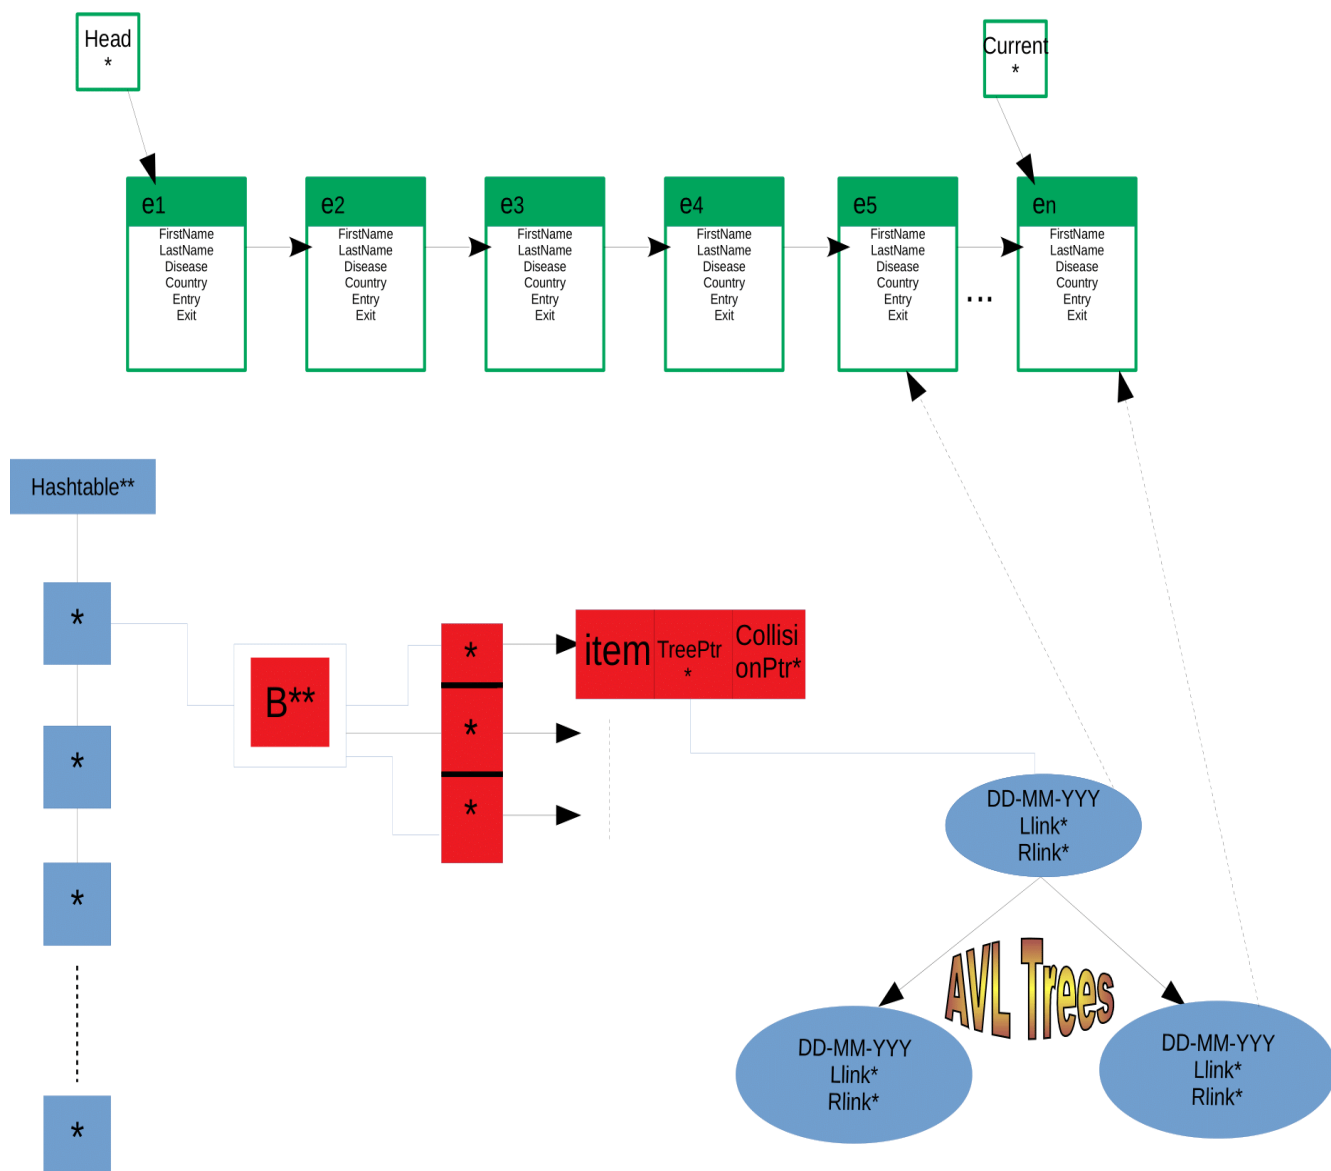 Head
*
Current
*
e1
FirstName
LastName
Disease
Country
Entry
Exit
e2
FirstName
LastName
Disease
Country
Entry
Exit
e3
FirstName
LastName
Disease
Country
Entry
Exit
e4
FirstName
LastName
Disease
Country
Entry
Exit
e5
FirstName
LastName
Disease
Country
Entry
Exit
...
en
FirstName
LastName
Disease
Country
Entry
Exit
Hashtable**
*
*
*
*
B**
*
*
*
item
TreePtr
*
Collisi
onPtr*
DD-MM-YYY
Llink*
Rlink*
AVL Trees
DD-MM-YYY
Llink*
Rlink*
DD-MM-YYY
Llink*
Rlink*